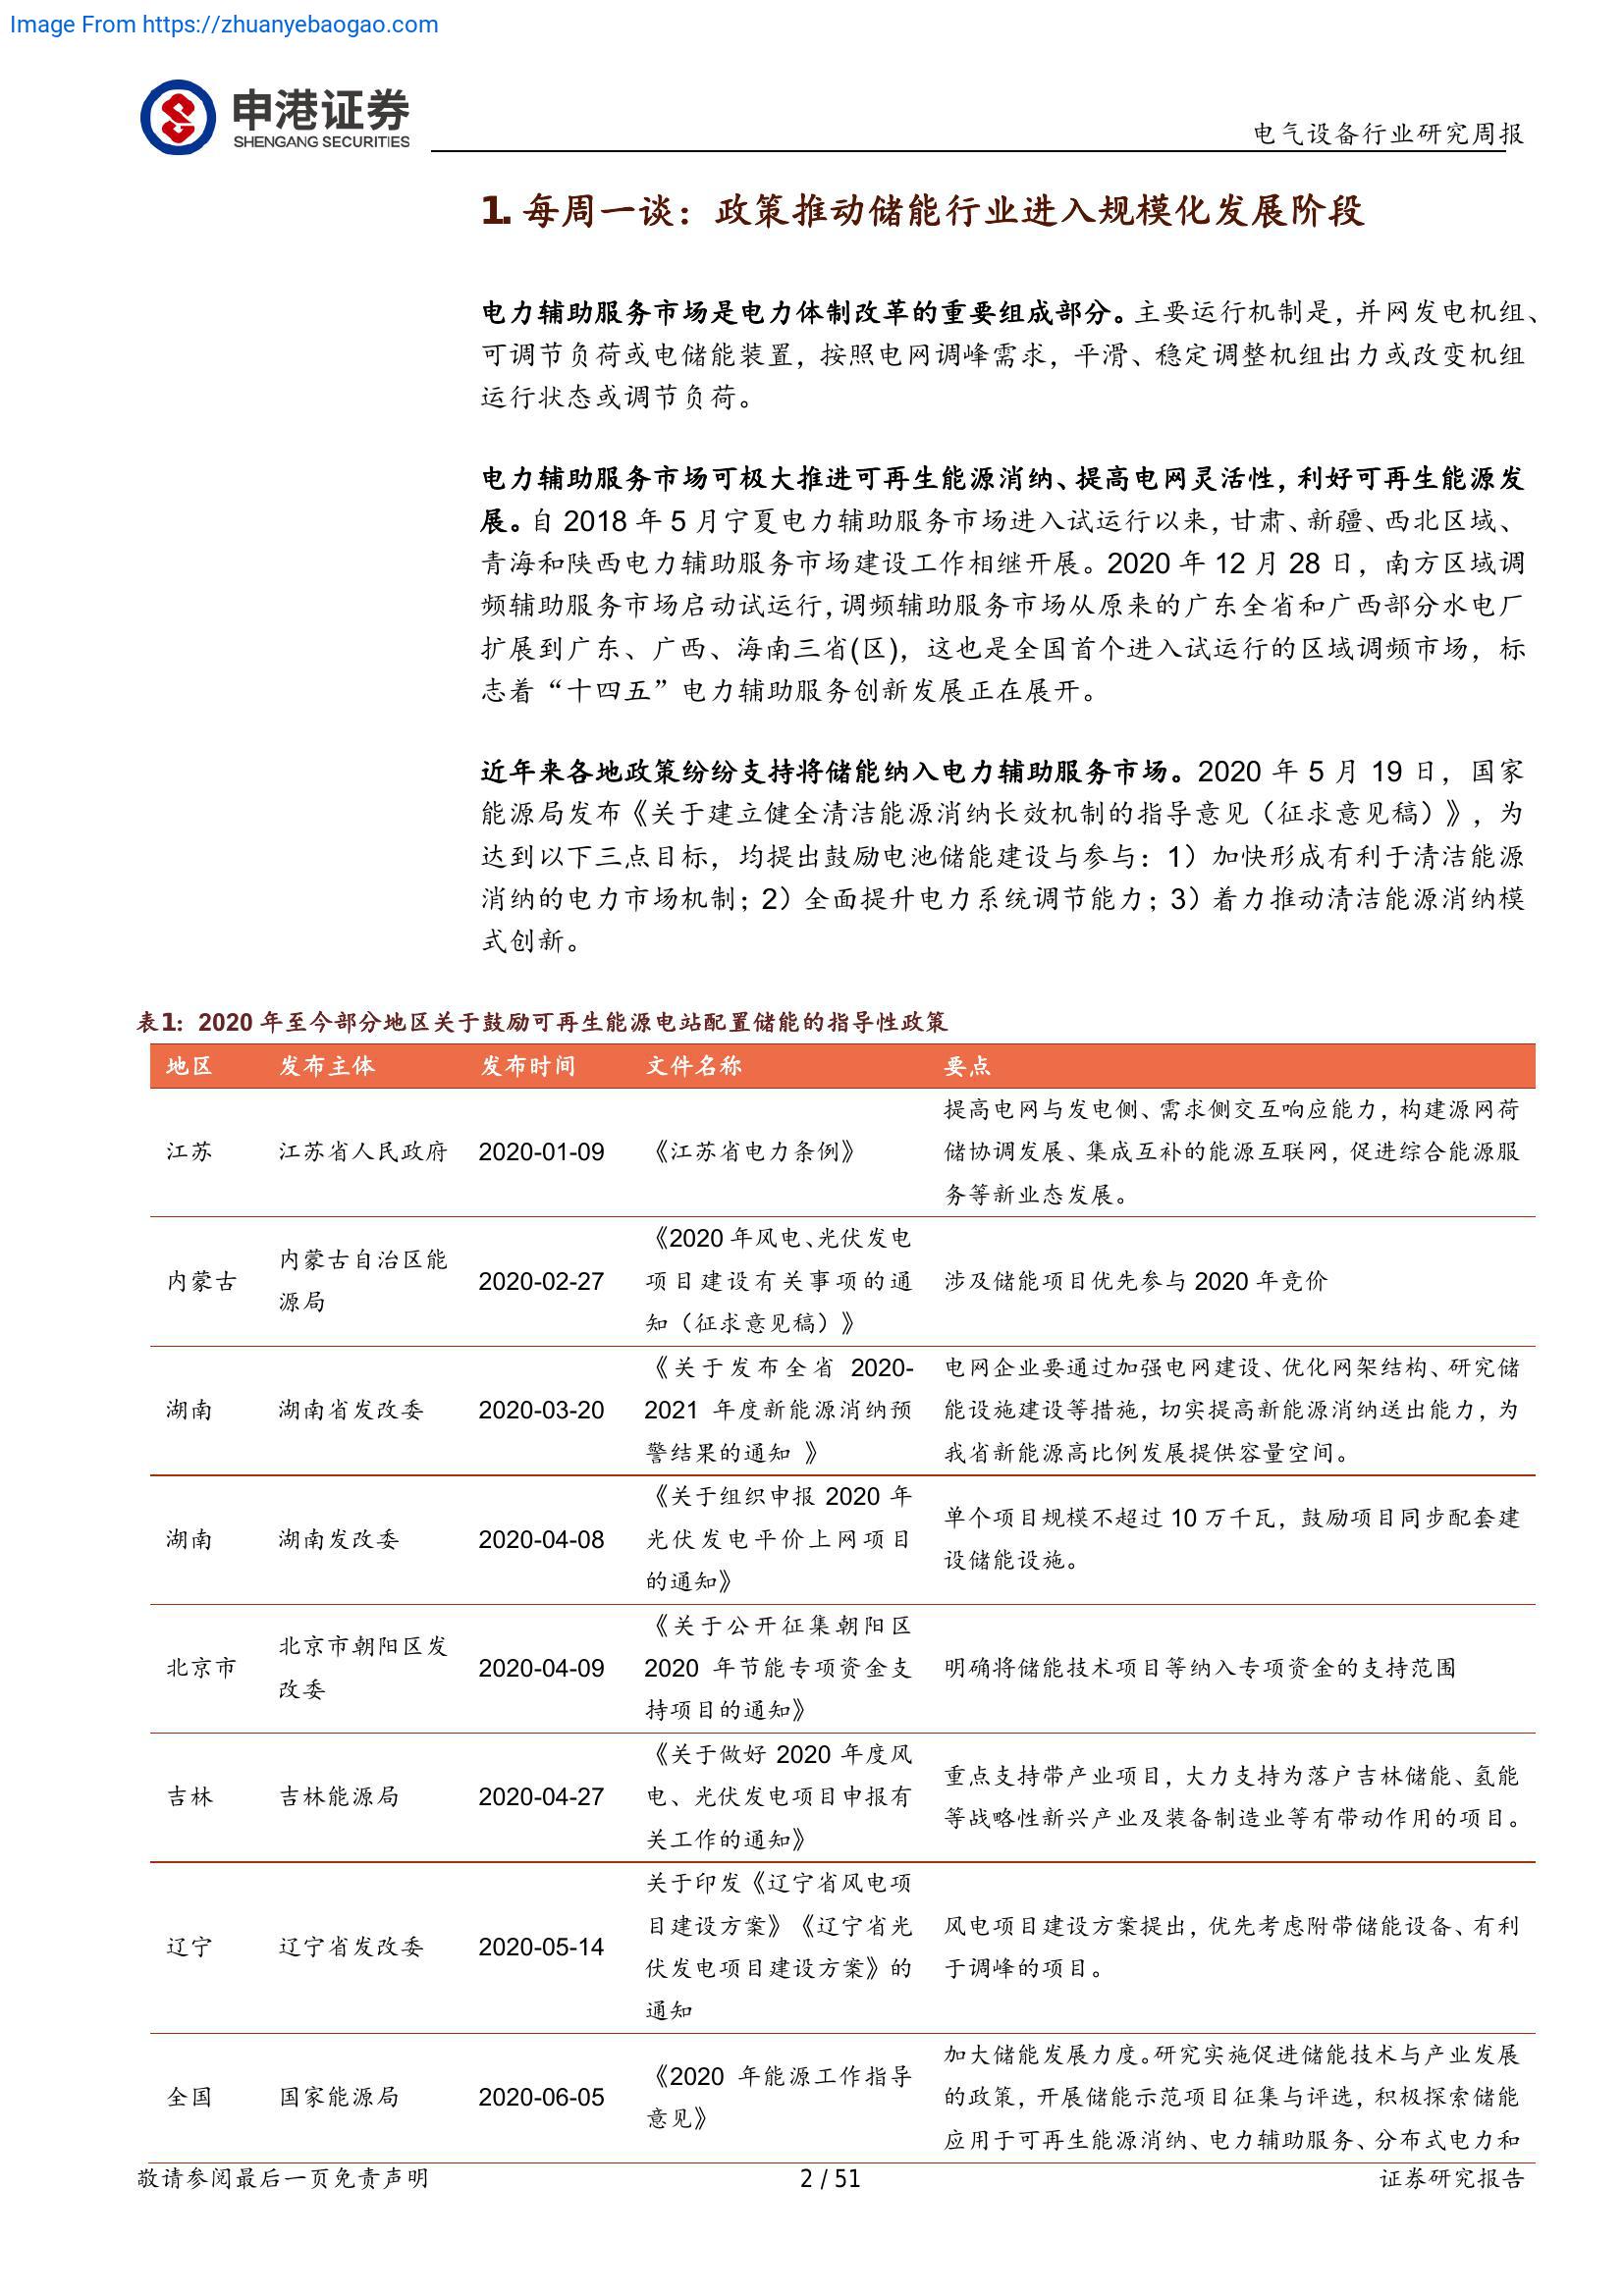 Image From https://zhuanyebaogao.com
申港证券
SHENGANG SECURITIES
电气设备行业研究周报
1. 每周一谈：政策推动储能行业进入规模化发展阶段
电力辅助服务市场是电力体制改革的重要组成部分。主要运行机制是，并网发电机组、
可调节负荷或电储能装置，按照电网调峰需求，平滑、稳定调整机组出力或改变机组
运行状态或调节负荷。
电力辅助服务市场可极大推进可再生能源消纳、提高电网灵活性，利好可再生能源发
展。自 2018 年 5 月宁夏电力辅助服务市场进入试运行以来，甘肃、新疆、西北区域、
青海和陕西电力辅助服务市场建设工作相继开展。2020 年 12 月 28 日，南方区域调
频辅助服务市场启动试运行，调频辅助服务市场从原来的广东全省和广西部分水电厂
扩展到广东、广西、海南三省(区)，这也是全国首个进入试运行的区域调频市场，标
志着“十四五”电力辅助服务创新发展正在展开。
近年来各地政策纷纷支持将储能纳入电力辅助服务市场。2020 年 5 月 19 日，国家
能源局发布《关于建立健全清洁能源消纳长效机制的指导意见（征求意见稿）》，为
达到以下三点目标，均提出鼓励电池储能建设与参与：1）加快形成有利于清洁能源
消纳的电力市场机制；2）全面提升电力系统调节能力；3）着力推动清洁能源消纳模
式创新。
表1：2020 年至今部分地区关于鼓励可再生能源电站配置储能的指导性政策
地区 发布主体 发布时间 文件名称 要点
提高电网与发电侧、需求侧交互响应能力，构建源网荷
江苏 江苏省人民政府 2020-01-09 《江苏省电力条例》 储协调发展、集成互补的能源互联网，促进综合能源服
务等新业态发展。
《2020 年风电、光伏发电
内蒙古自治区能
内蒙古 2020-02-27 项目建设有关事项的通 涉及储能项目优先参与 2020 年竞价
源局
知（征求意见稿）》
《关于发布全省 2020- 电网企业要通过加强电网建设、优化网架结构、研究储
湖南 湖南省发改委 2020-03-20 2021 年度新能源消纳预 能设施建设等措施，切实提高新能源消纳送出能力，为
警结果的通知 》 我省新能源高比例发展提供容量空间。
《关于组织申报 2020 年
单个项目规模不超过 10 万千瓦，鼓励项目同步配套建
湖南 湖南发改委 2020-04-08 光伏发电平价上网项目
设储能设施。
的通知》
《关于公开征集朝阳区
北京市朝阳区发
北京市 2020-04-09 2020 年节能专项资金支 明确将储能技术项目等纳入专项资金的支持范围
改委
持项目的通知》
《关于做好 2020 年度风
重点支持带产业项目，大力支持为落户吉林储能、氢能
吉林 吉林能源局 2020-04-27 电、光伏发电项目申报有
等战略性新兴产业及装备制造业等有带动作用的项目。
关工作的通知》
关于印发《辽宁省风电项
目建设方案》《辽宁省光 风电项目建设方案提出，优先考虑附带储能设备、有利
辽宁 辽宁省发改委 2020-05-14
伏发电项目建设方案》的 于调峰的项目。
通知
加大储能发展力度。研究实施促进储能技术与产业发展
《2020 年能源工作指导
全国 国家能源局 2020-06-05 的政策，开展储能示范项目征集与评选，积极探索储能
意见》
应用于可再生能源消纳、电力辅助服务、分布式电力和
敬请参阅最后一页免责声明 2 / 51 证券研究报告